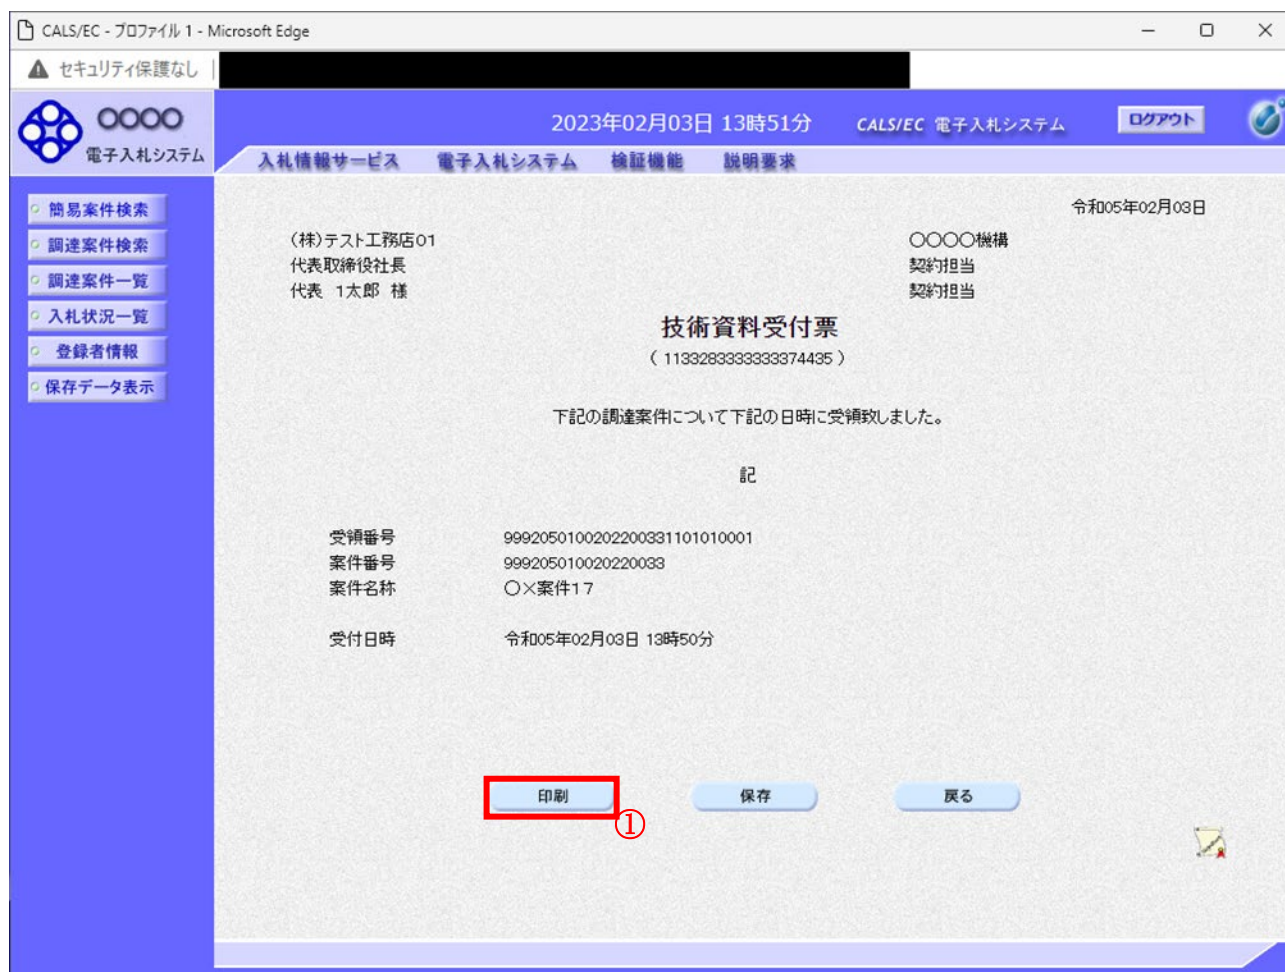 CALS/EC - プロファイル 1 - Microsoft Edge
セキュリティ保護なし
〇〇〇〇
電子入札システム
2023年02月03日 13時51分
CALS/EC 電子入札システム
ログアウト
入札情報サービス 電子入札システム 検証機能 説明要求
簡易案件検索
調達案件検索
調達案件一覧
入札状況一覧
登録者情報
保存データ表示
令和05年02月03日
(株)テスト工務店01
代表取締役社長
代表 1太郎 様
〇〇〇〇機構
契約担当
契約担当
技術資料受付票
( 11332833333333374435 )
下記の調達案件について下記の日時に受領致しました。
記
受領番号 99920501002022003311010​10001
案件番号 999205010020220033
案件名称 〇×案件17
受付日時 令和05年02月03日 13時50分
印刷 保存 戻る
①